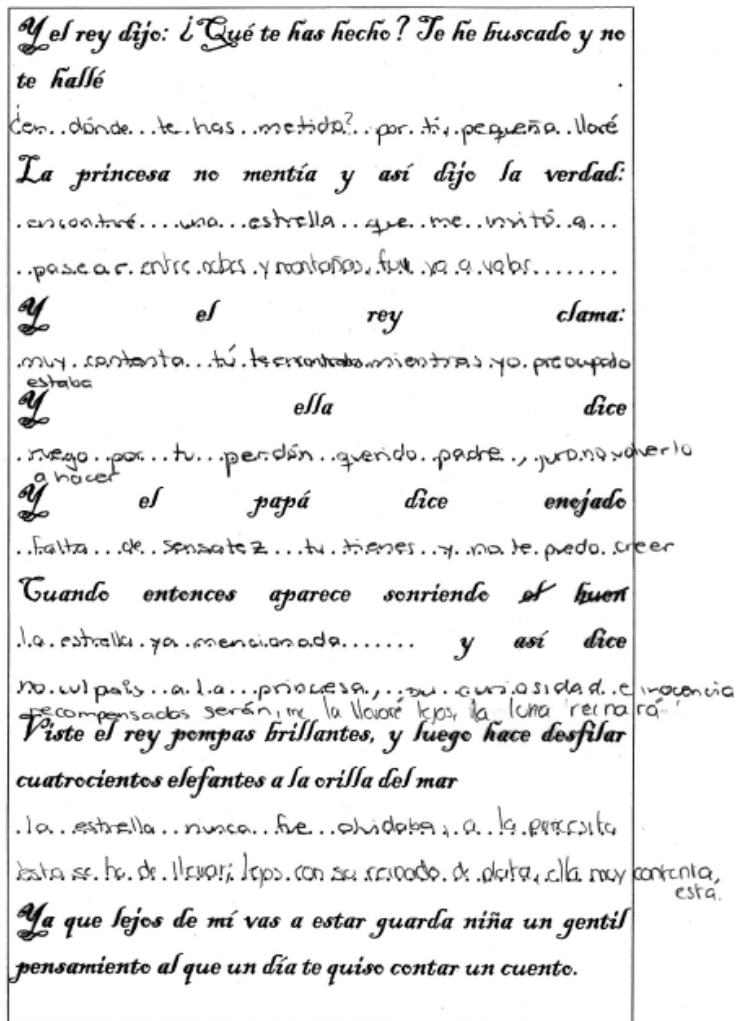 Y el rey dijo: ¿Qué te has hecho? Te he buscado y no
te hallé .
¿en..dónde...te..has..metido?..por..ti,.pequeña..lloré
La princesa no mentía y así dijo la verdad:
.encontré....una...estrella...que..me..invitó..a...
..pasear.entre.nubes.y montañas, fui yo.a.volar........
Y el rey clama:
.muy.contenta...tú.te encontrabas.mientras.yo.preocupado
estaba
Y ella dice
.ruego..por...tu..perdón..querido..padre.., juro.no volverlo
a hacer
Y el papá dice enojado
..Falta...de..sensatez...tu.tienes..y.no.te.puedo.creer
Cuando entonces aparece sonriendo el buen
.la.estrella.ya.mencionada....... y así dice
no.culpeis..a.la...princesa,..su.curiosidad..e inocencia
recompensados serán, me la llevaré lejos, la luna reinará
Viste el rey pompas brillantes, y luego hace desfilar
cuatrocientos elefantes a la orilla del mar
.la..estrella..nunca..fue..olvidaba,.a..la.princesita
esta.se.ha.de.llevar; lejos.con su reinado.de.plata, ella muy contenta,
esta.
Ya que lejos de mí vas a estar guarda niña un gentil
pensamiento al que un día te quiso contar un cuento.